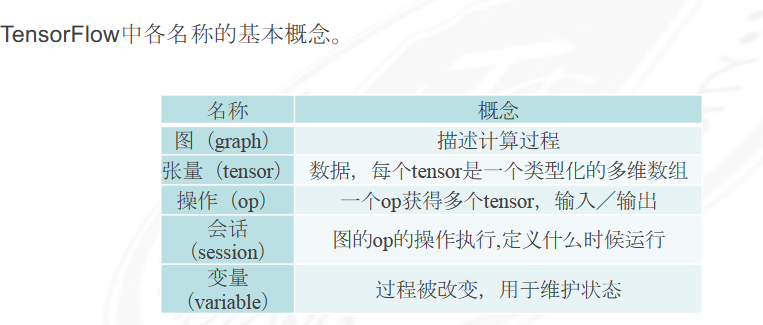 TensorFlow中各名称的基本概念。
名称 概念
图（graph） 描述计算过程
张量（tensor） 数据，每个tensor是一个类型化的多维数组
操作（op） 一个op获得多个tensor，输入／输出
会话
（session） 图的op的操作执行,定义什么时候运行
变量
（variable） 过程被改变，用于维护状态